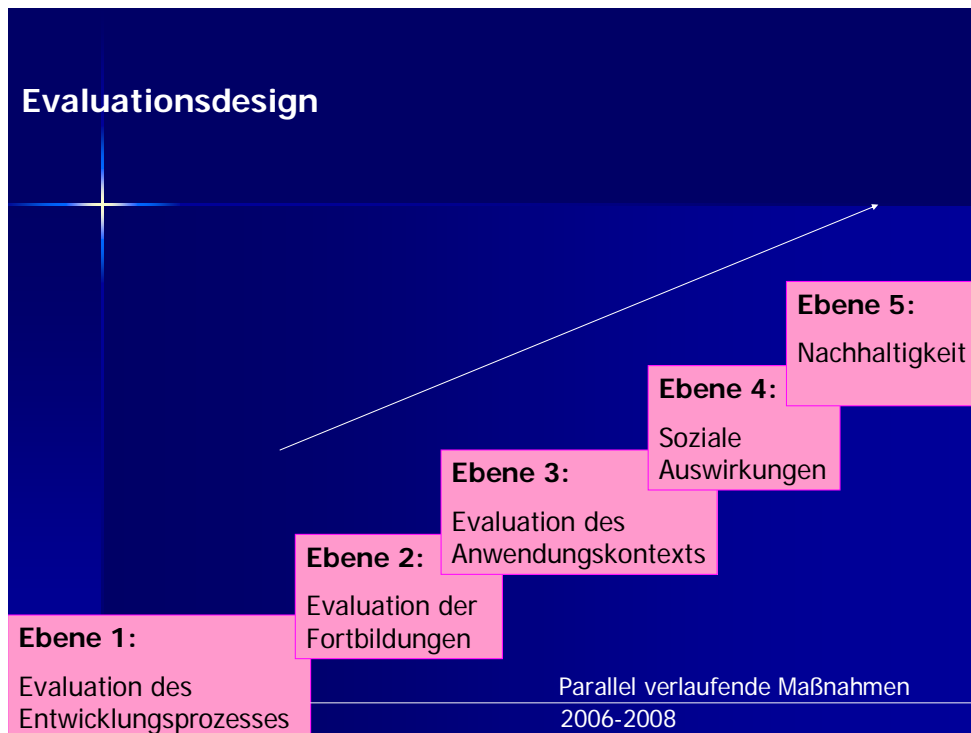 Evaluationsdesign
Ebene 5:
Nachhaltigkeit
Ebene 4:
Soziale
Auswirkungen
Ebene 3:
Evaluation des
Anwendungskontexts
Ebene 2:
Evaluation der
Fortbildungen
Ebene 1:
Evaluation des
Entwicklungsprozesses
Parallel verlaufende Maßnahmen
2006-2008